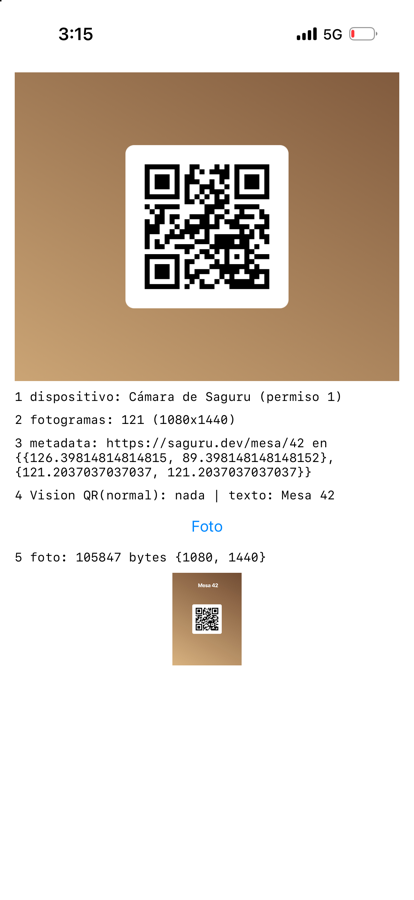 3:15
5G
1 dispositivo: Cámara de Saguru (permiso 1)
2 fotogramas: 121 (1080x1440)
3 metadata: https://saguru.dev/mesa/42 en
{{126.39814814814815, 89.398148148148152},
{121.2037037037037, 121.2037037037037}}
4 Vision QR(normal): nada | texto: Mesa 42
Foto
5 foto: 105847 bytes {1080, 1440}
Mesa 42